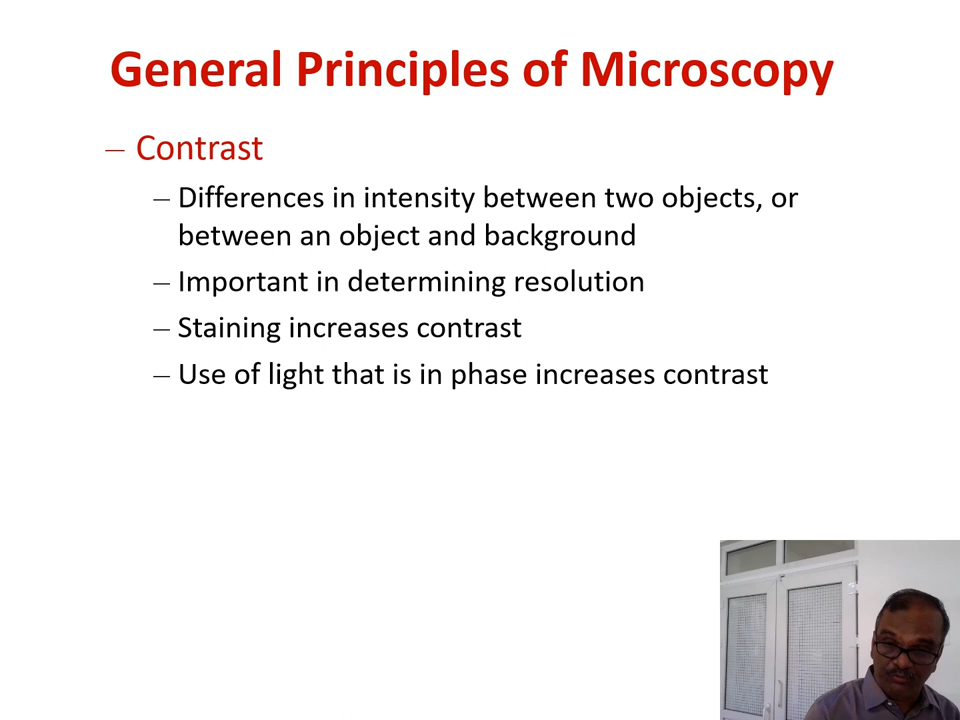 General Principles of Microscopy
– Contrast
– Differences in intensity between two objects, or
between an object and background
– Important in determining resolution
– Staining increases contrast
– Use of light that is in phase increases contrast